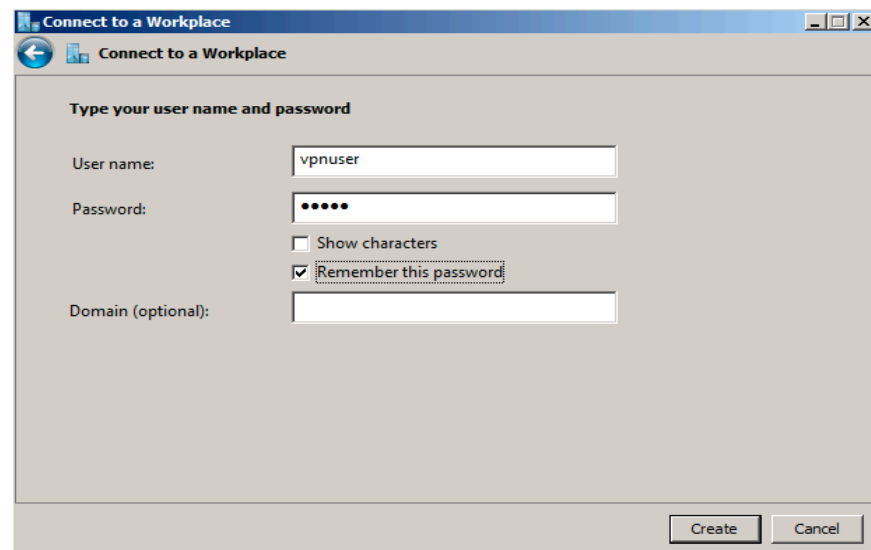 Connect to a Workplace
Connect to a Workplace
Type your user name and password
User name: vpnuser
Password: •••••
Show characters
Remember this password
Domain (optional):
Create Cancel